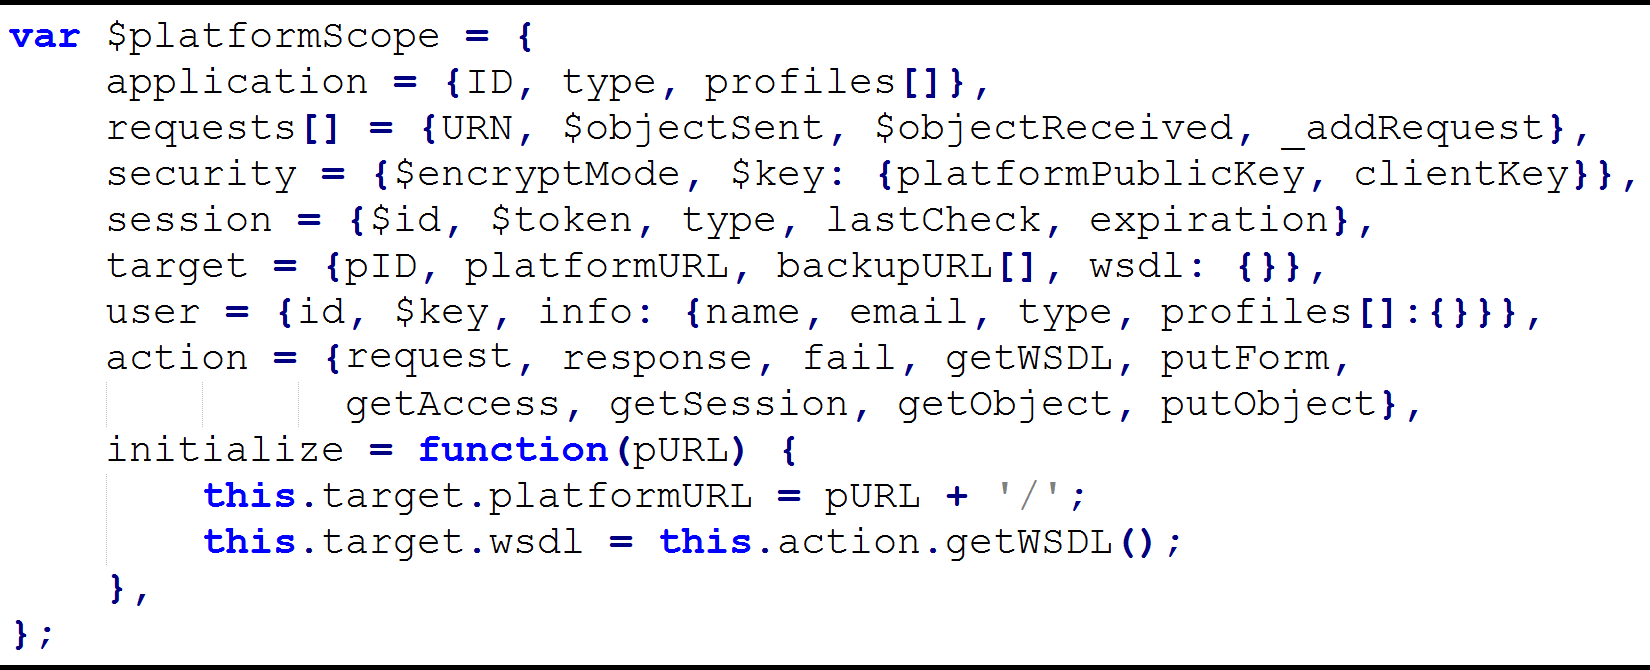 var $platformScope = {
    application = {ID, type, profiles[]},
    requests[] = {URN, $objectSent, $objectReceived, _addRequest},
    security = {$encryptMode, $key: {platformPublicKey, clientKey}},
    session = {$id, $token, type, lastCheck, expiration},
    target = {pID, platformURL, backupURL[], wsdl: {}},
    user = {id, $key, info: {name, email, type, profiles[]:{}}},
    action = {request, response, fail, getWSDL, putForm,
              getAccess, getSession, getObject, putObject},
    initialize = function(pURL) {
        this.target.platformURL = pURL + '/';
        this.target.wsdl = this.action.getWSDL();
    },
};